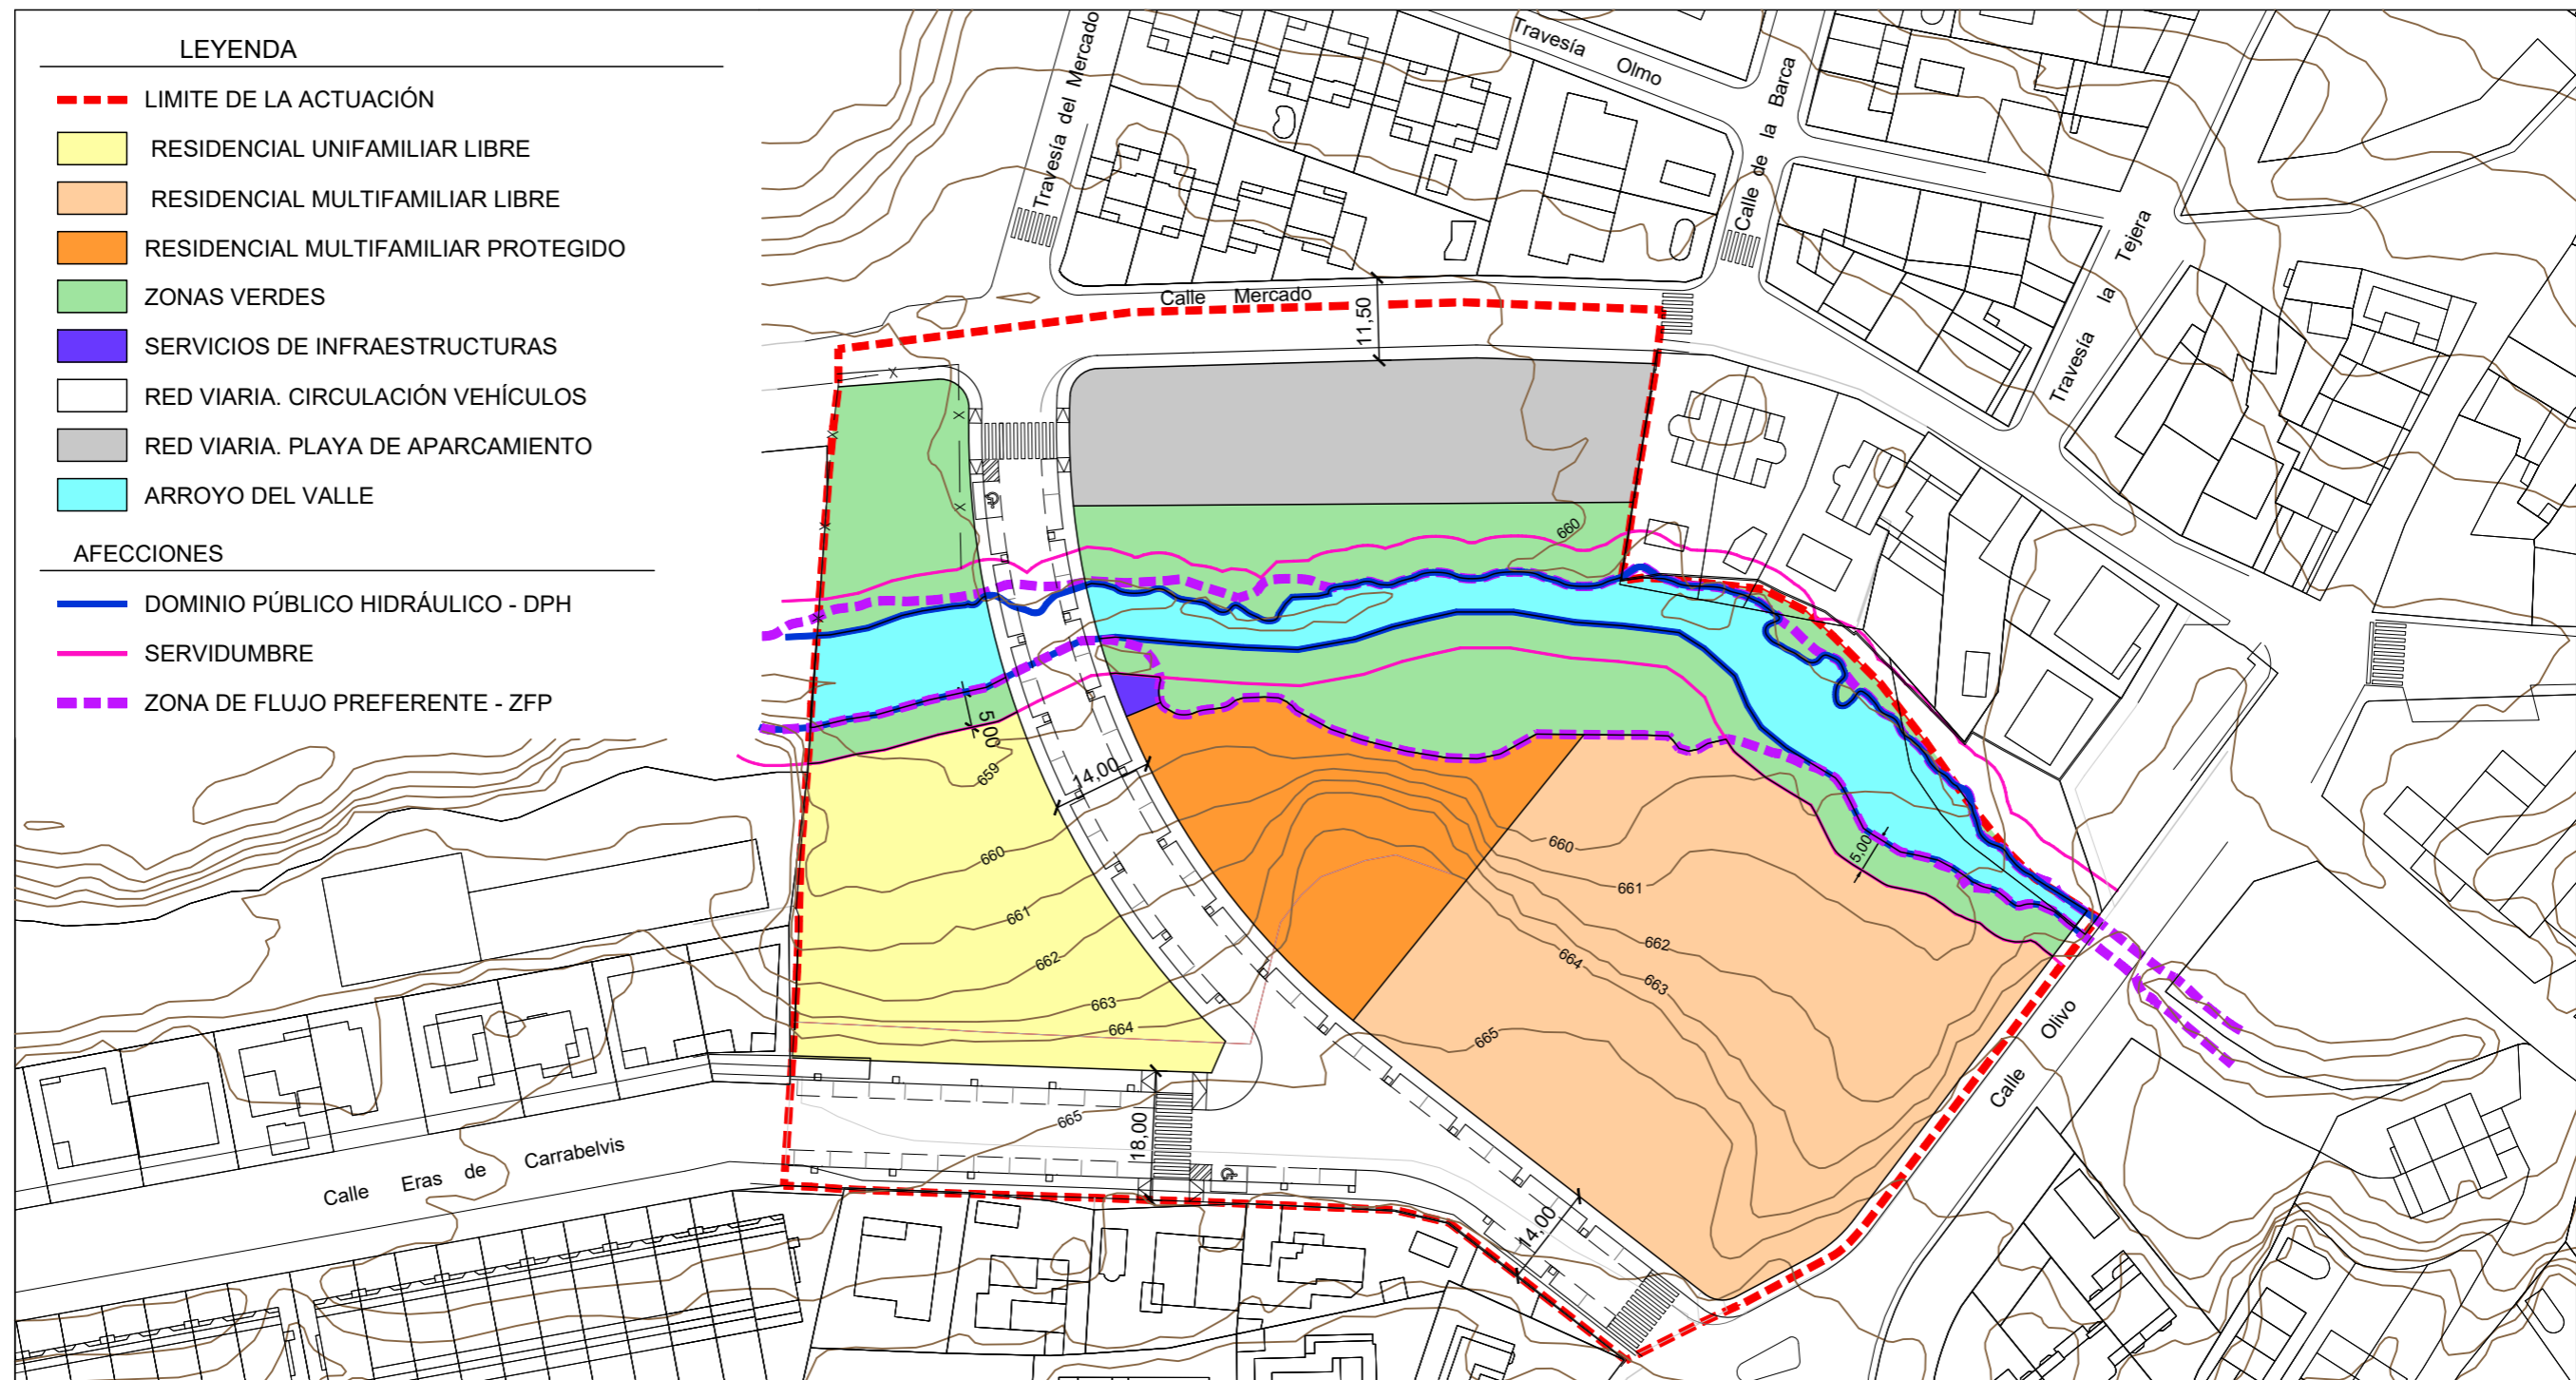 LEYENDA
LIMITE DE LA ACTUACIÓN
RESIDENCIAL UNIFAMILIAR LIBRE
RESIDENCIAL MULTIFAMILIAR LIBRE
RESIDENCIAL MULTIFAMILIAR PROTEGIDO
ZONAS VERDES
SERVICIOS DE INFRAESTRUCTURAS
RED VIARIA. CIRCULACIÓN VEHÍCULOS
RED VIARIA. PLAYA DE APARCAMIENTO
ARROYO DEL VALLE
AFECCIONES
DOMINIO PÚBLICO HIDRÁULICO - DPH
SERVIDUMBRE
ZONA DE FLUJO PREFERENTE - ZFP
Travesía del Mercado
Travesía Olmo
Calle de la Barca
Travesía la Tejera
Calle Mercado
11,50
660
5,00
659
14,00
660
661
662
663
664
665
18,00
660
661
662
663
664
665
5,00
14,00
Calle Olivo
Calle Eras de Carrabelvis